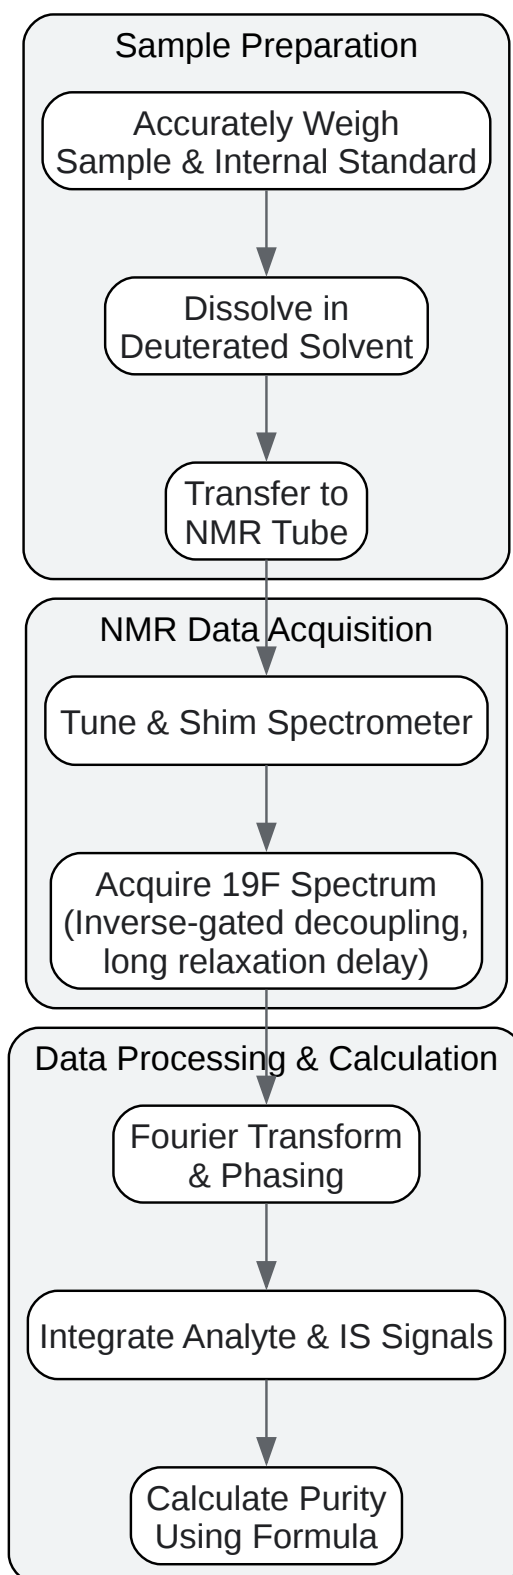 Sample Preparation
Accurately Weigh
Sample & Internal Standard
Dissolve in
Deuterated Solvent
Transfer to
NMR Tube
NMR Data Acquisition
Tune & Shim Spectrometer
Acquire 19F Spectrum
(Inverse-gated decoupling,
long relaxation delay)
Data Processing & Calculation
Fourier Transform
& Phasing
Integrate Analyte & IS Signals
Calculate Purity
Using Formula